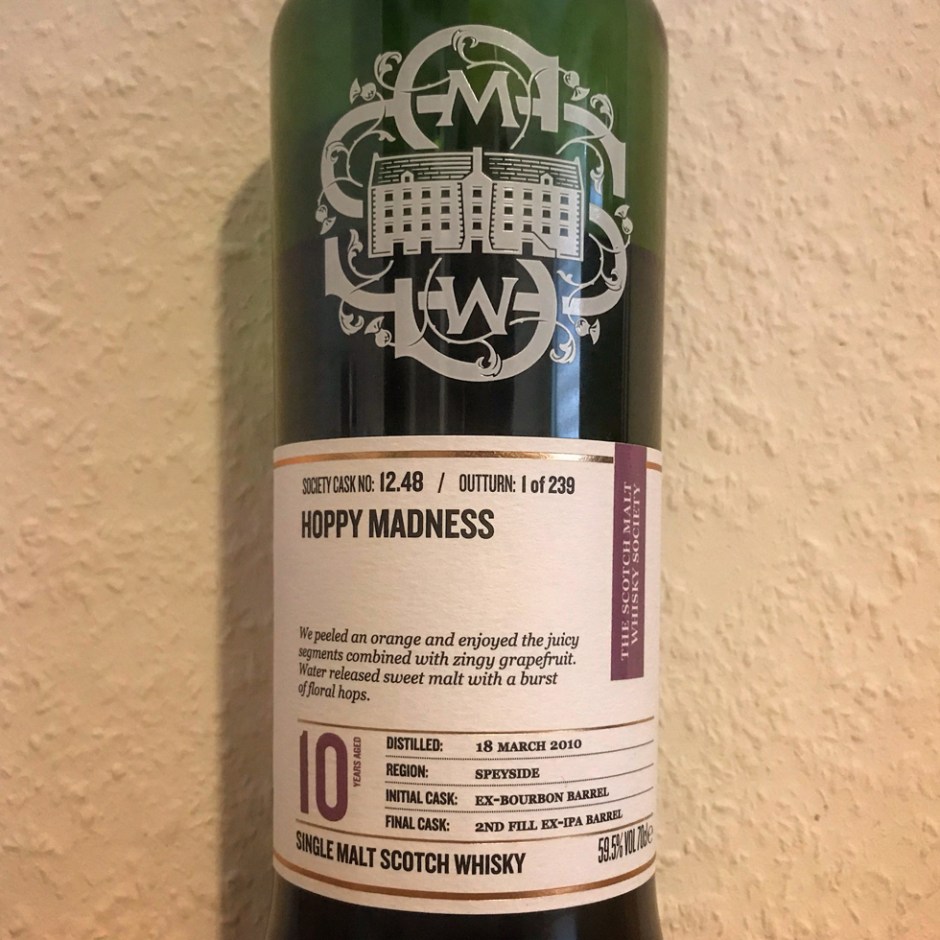 M
W
SOCIETY CASK NO: 12.48 / OUTTURN: 1 of 239
HOPPY MADNESS
THE SCOTCH MALT
WHISKY SOCIETY
We peeled an orange and enjoyed the juicy
segments combined with zingy grapefruit.
Water released sweet malt with a burst
of floral hops.
10
YEARS AGED
DISTILLED: 18 MARCH 2010
REGION: SPEYSIDE
INITIAL CASK: EX-BOURBON BARREL
FINAL CASK: 2ND FILL EX-IPA BARREL
SINGLE MALT SCOTCH WHISKY
59.5% VOL 70cl e